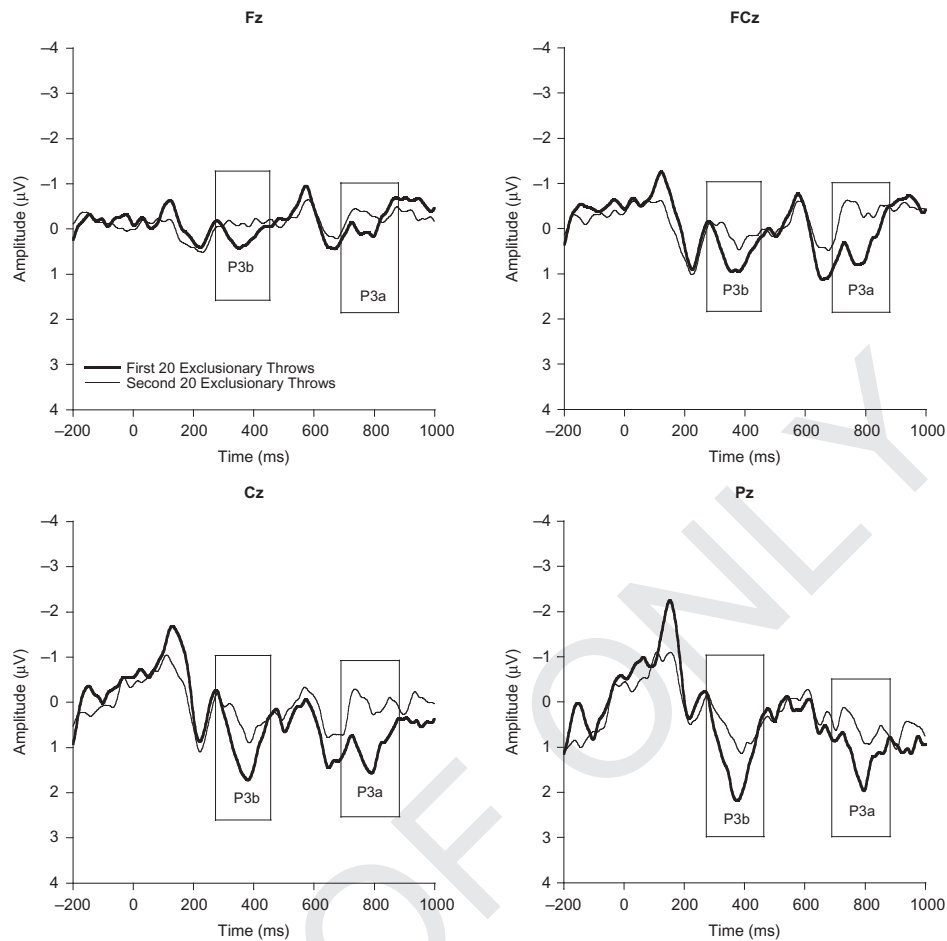 Fz
–4
–3
–2
–1
0
1
2
3
4
Amplitude (μV)
P3b
P3a
First 20 Exclusionary Throws
Second 20 Exclusionary Throws
–200 0 200 400 600 800 1000
Time (ms)
FCz
–4
–3
–2
–1
0
1
2
3
4
Amplitude (μV)
P3b
P3a
–200 0 200 400 600 800 1000
Time (ms)
Cz
–4
–3
–2
–1
0
1
2
3
4
Amplitude (μV)
P3b
P3a
–200 0 200 400 600 800 1000
Time (ms)
Pz
–4
–3
–2
–1
0
1
2
3
4
Amplitude (μV)
P3b
P3a
–200 0 200 400 600 800 1000
Time (ms)
OF ONLY